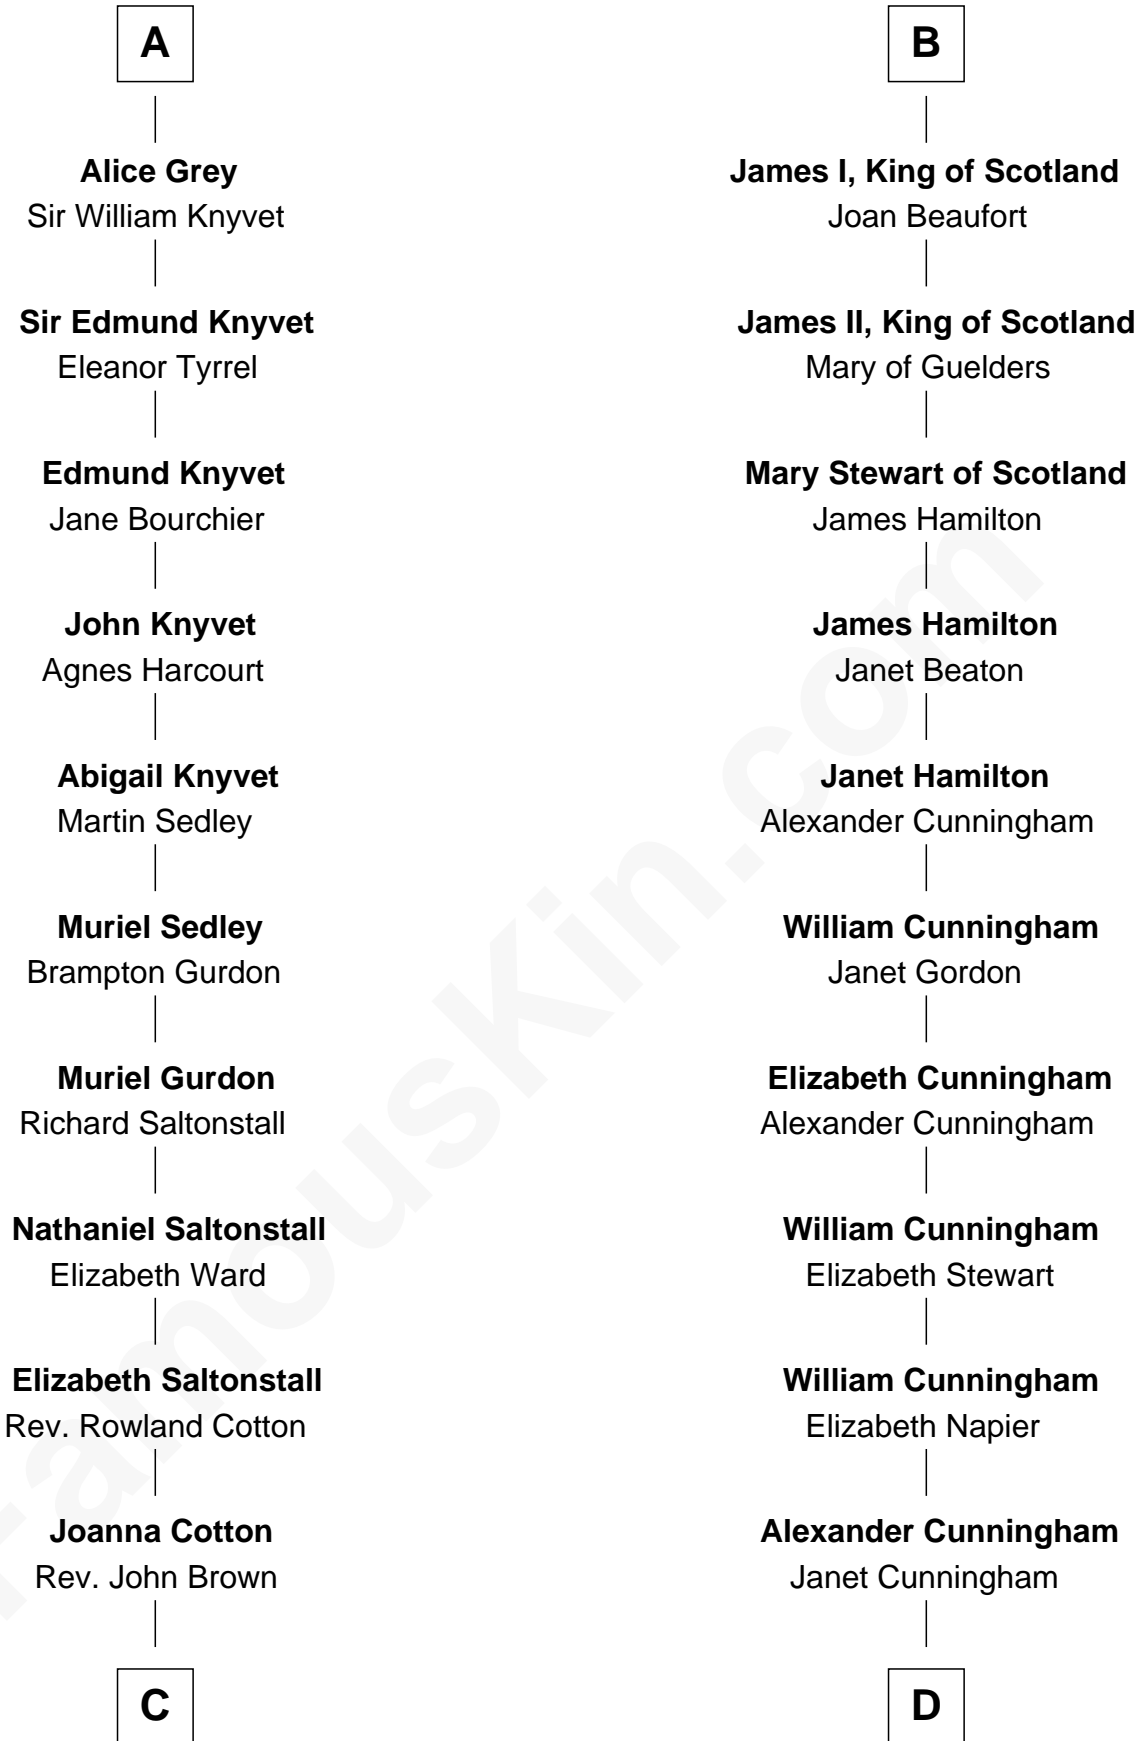 A
Alice Grey
Sir William Knyvet
Sir Edmund Knyvet
Eleanor Tyrrel
Edmund Knyvet
Jane Bourchier
John Knyvet
Agnes Harcourt
Abigail Knyvet
Martin Sedley
Muriel Sedley
Brampton Gurdon
Muriel Gurdon
Richard Saltonstall
Nathaniel Saltonstall
Elizabeth Ward
Elizabeth Saltonstall
Rev. Rowland Cotton
Joanna Cotton
Rev. John Brown
C
B
James I, King of Scotland
Joan Beaufort
James II, King of Scotland
Mary of Guelders
Mary Stewart of Scotland
James Hamilton
James Hamilton
Janet Beaton
Janet Hamilton
Alexander Cunningham
William Cunningham
Janet Gordon
Elizabeth Cunningham
Alexander Cunningham
William Cunningham
Elizabeth Stewart
William Cunningham
Elizabeth Napier
Alexander Cunningham
Janet Cunningham
D
FamousKin.com